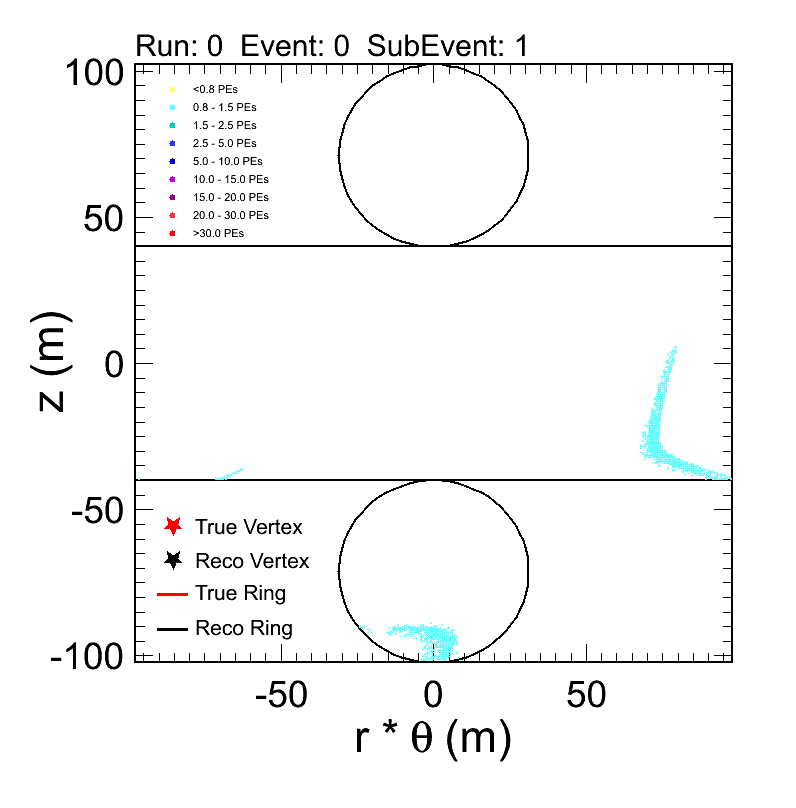 Run: 0  Event: 0  SubEvent: 1
100
50
0
-50
-100
z (m)
<0.8 PEs
0.8 - 1.5 PEs
1.5 - 2.5 PEs
2.5 - 5.0 PEs
5.0 - 10.0 PEs
10.0 - 15.0 PEs
15.0 - 20.0 PEs
20.0 - 30.0 PEs
>30.0 PEs
True Vertex
Reco Vertex
True Ring
Reco Ring
-50 0 50
r * θ (m)